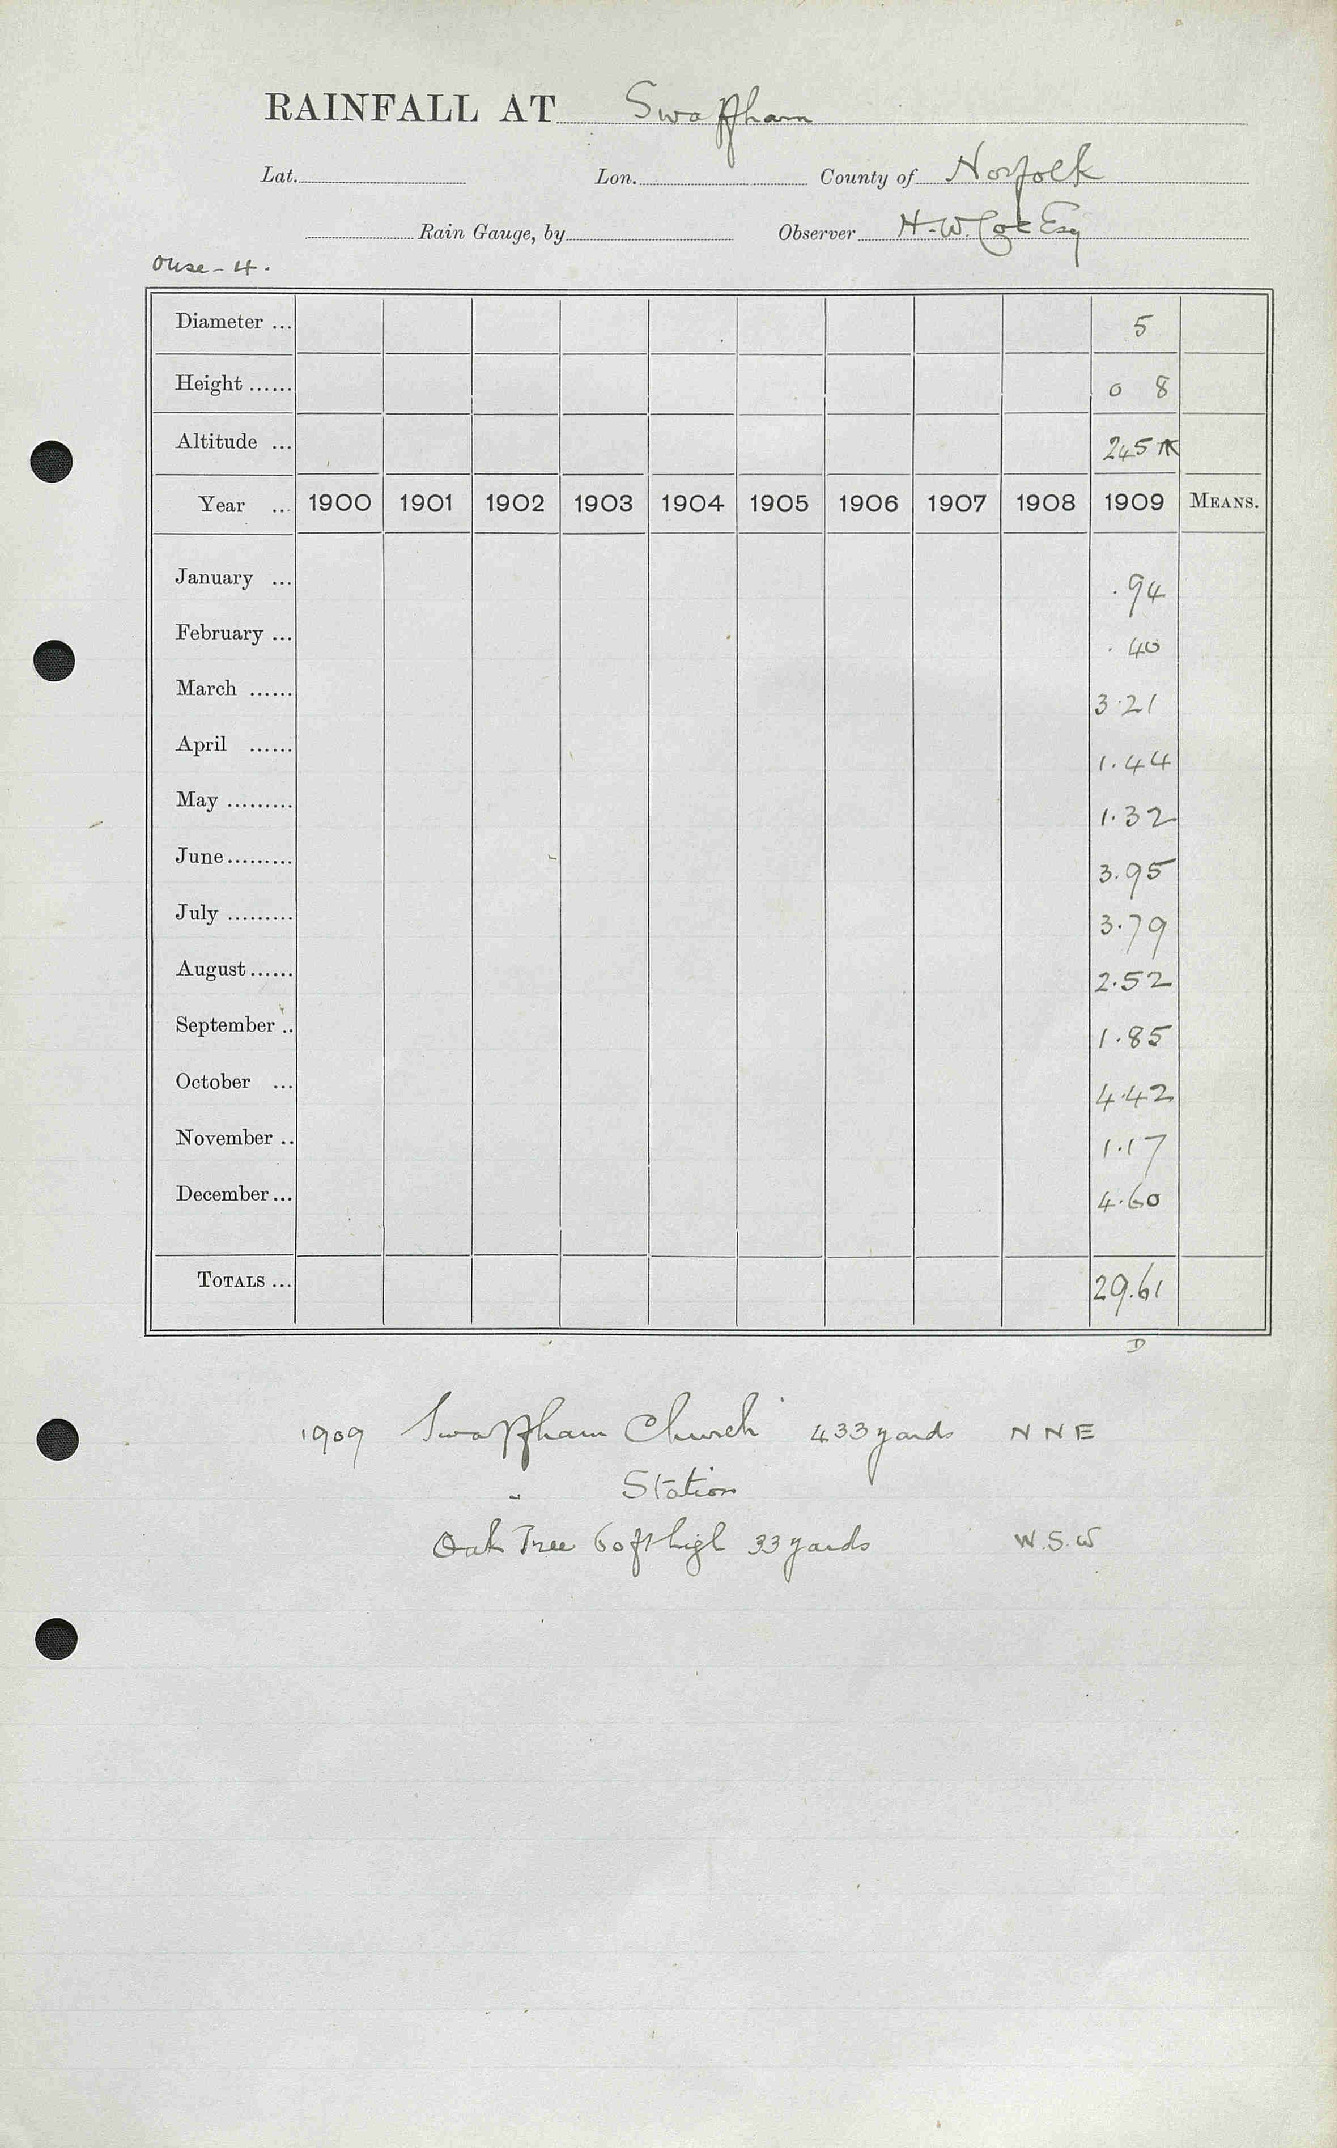 RAINFALL AT Swaffham
Lat. Lon. County of Norfolk
Rain Gauge, by Observer H. W. Cox Esq
Ouse - 4.
Diameter ... 5
Height ...... 0 8
Altitude ... 245
Year ... 1900 1901 1902 1903 1904 1905 1906 1907 1908 1909 MEANS.
January ... .94
February ... .40
March ...... 3.21
April ...... 1.44
May ......... 1.32
June ......... 3.95
July ......... 3.79
August ...... 2.52
September .. 1.85
October ... 4.42
November .. 1.17
December ... 4.60
TOTALS ... 29.61
D
1909 Swaffham Church 433 yards N N E
" Station
Oak Tree 60 ft high 33 yards W.S.W